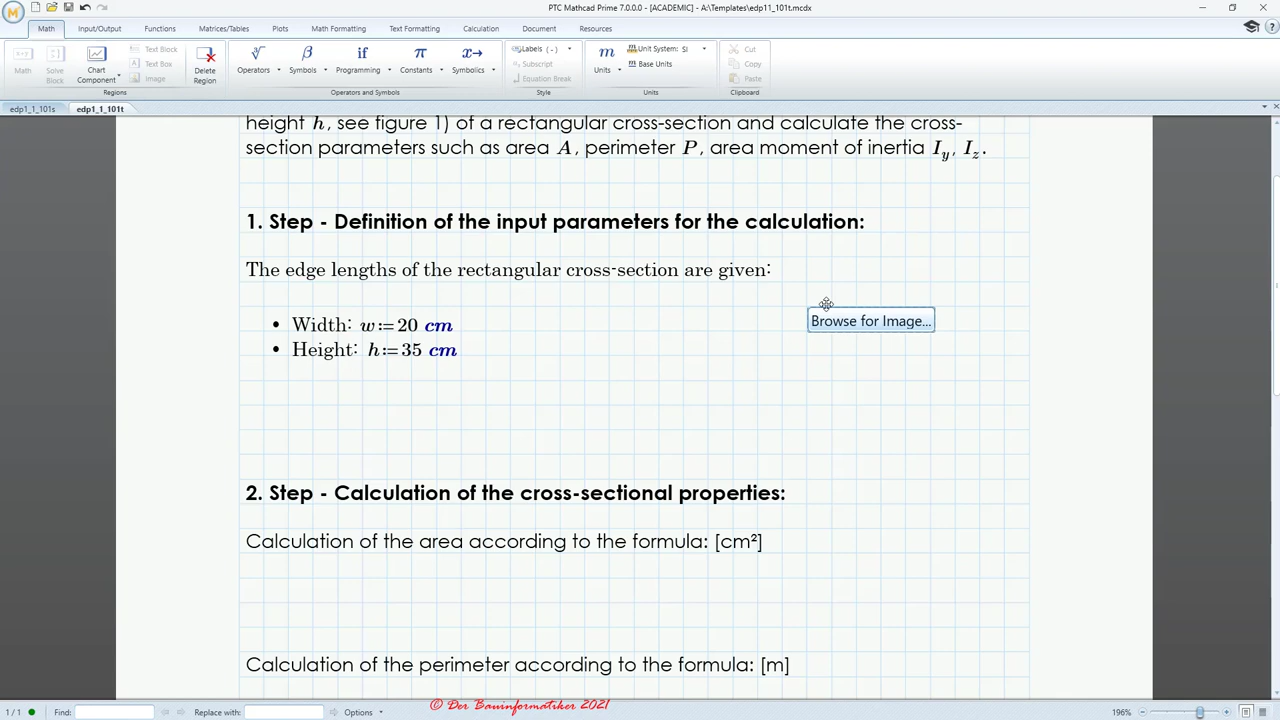 PTC Mathcad Prime 7.0.0.0 - [ACADEMIC] - A:\Templates\edp11_101t.mcdx
Math Input/Output Functions Matrices/Tables Plots Math Formatting Text Formatting Calculation Document Resources
Math
Solve Block
Chart Component
Text Block
Text Box
Image
Delete Region
Operators
Symbols
Programming
Constants
Symbolics
Labels ( - )
Subscript
Equation Break
Units
Unit System: SI
Base Units
Cut
Copy
Paste
Regions Operators and Symbols Style Units Clipboard
edp1_1_101s edp1_1_101t
height h, see figure 1) of a rectangular cross-section and calculate the cross-
section parameters such as area A, perimeter P, area moment of inertia I_y, I_z.
1. Step - Definition of the input parameters for the calculation:
The edge lengths of the rectangular cross-section are given:
Browse for Image...
• Width: w:=20 cm
• Height: h:=35 cm
2. Step - Calculation of the cross-sectional properties:
Calculation of the area according to the formula: [cm²]
Calculation of the perimeter according to the formula: [m]
© Der Bauinformatiker 2021
1 / 1 Find: Replace with: Options 196%